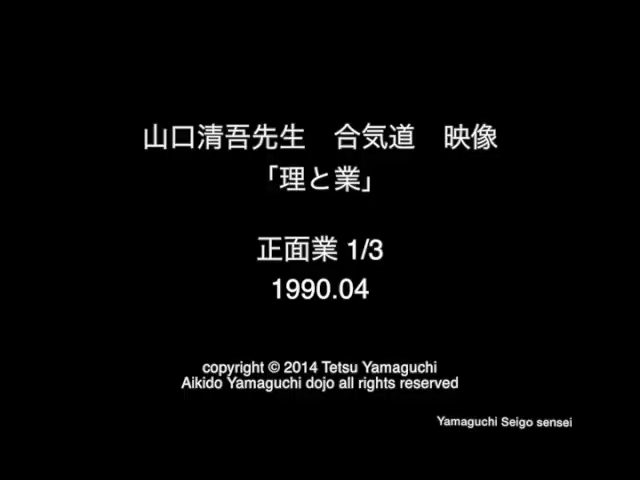 山口清吾先生　合気道　映像
「理と業」
正面業 1/3
1990.04
copyright © 2014 Tetsu Yamaguchi
Aikido Yamaguchi dojo all rights reserved
Yamaguchi Seigo sensei